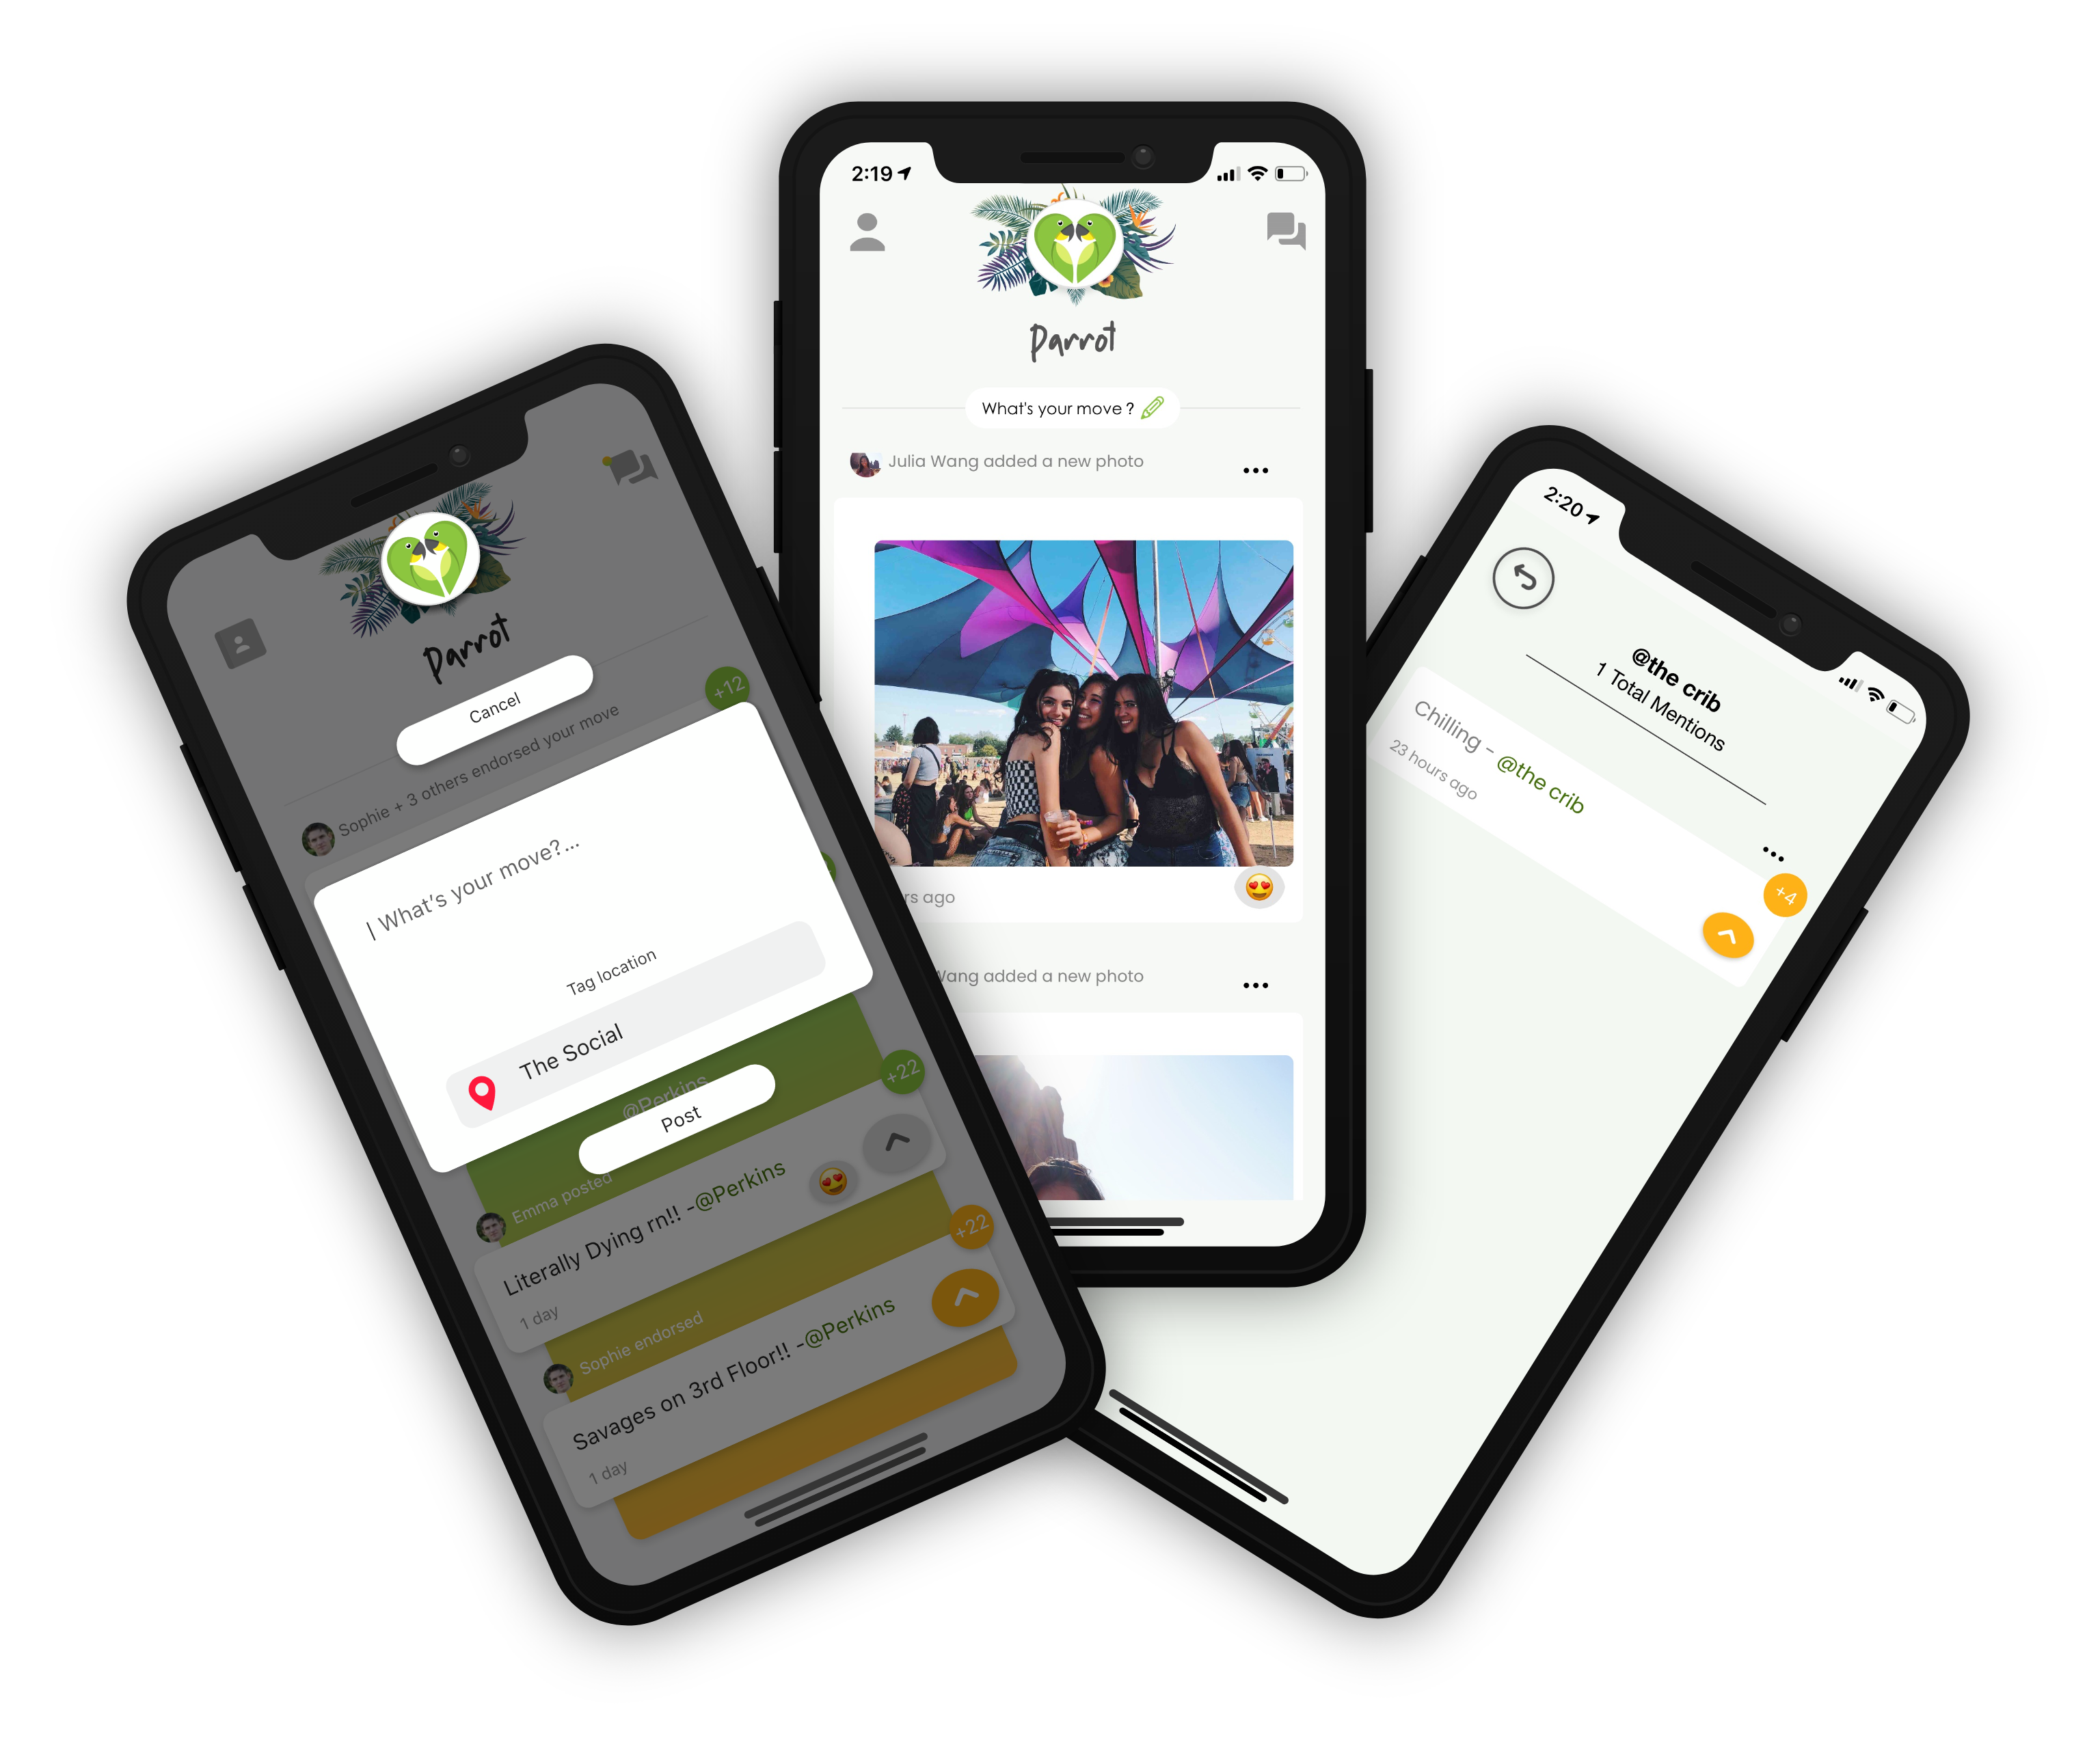 Parrot
Cancel
+12
Sophie + 3 others endorsed your move
| What's your move?...
Tag location
The Social
@Perkins
Post
+22
Emma posted
Literally Dying rn!! -@Perkins
1 day
+22
Sophie endorsed
Savages on 3rd Floor!! -@Perkins
1 day
2:19
Parrot
What's your move ?
Julia Wang added a new photo
ago
Wang added a new photo
2:20
@the crib
1 Total Mentions
Chilling - @the crib
23 hours ago
+4